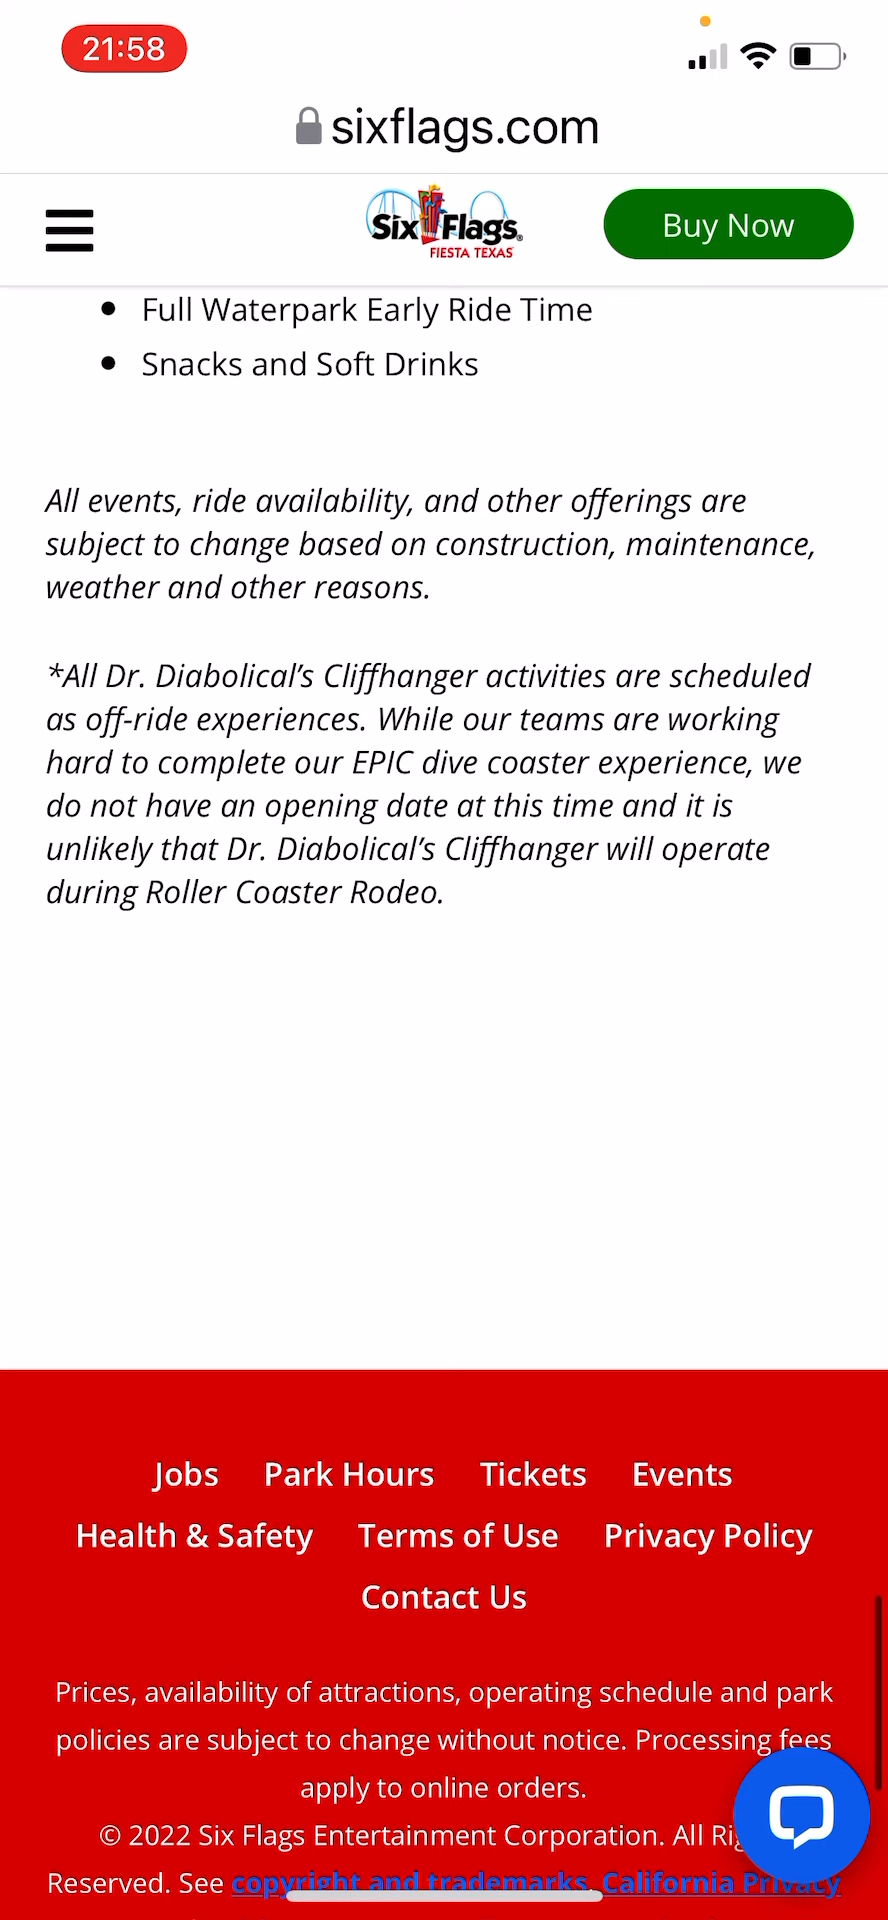 21:58
sixflags.com
Six Flags
FIESTA TEXAS
Buy Now
• Full Waterpark Early Ride Time
• Snacks and Soft Drinks
All events, ride availability, and other offerings are
subject to change based on construction, maintenance,
weather and other reasons.
*All Dr. Diabolical’s Cliffhanger activities are scheduled
as off-ride experiences. While our teams are working
hard to complete our EPIC dive coaster experience, we
do not have an opening date at this time and it is
unlikely that Dr. Diabolical’s Cliffhanger will operate
during Roller Coaster Rodeo.
Jobs Park Hours Tickets Events
Health & Safety Terms of Use Privacy Policy
Contact Us
Prices, availability of attractions, operating schedule and park
policies are subject to change without notice. Processing fees
apply to online orders.
© 2022 Six Flags Entertainment Corporation. All
Reserved. See copyright and trademarks. California Privacy